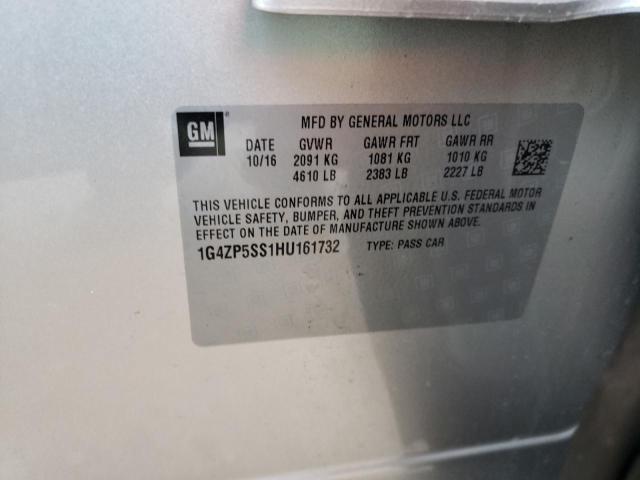 GM
MFD BY GENERAL MOTORS LLC
DATE GVWR GAWR FRT GAWR RR
10/16 2091 KG 1081 KG 1010 KG
4610 LB 2383 LB 2227 LB
THIS VEHICLE CONFORMS TO ALL APPLICABLE U.S. FEDERAL MOTOR
VEHICLE SAFETY, BUMPER, AND THEFT PREVENTION STANDARDS IN
EFFECT ON THE DATE OF MANUFACTURE SHOWN ABOVE.
1G4ZP5SS1HU161732 TYPE: PASS CAR